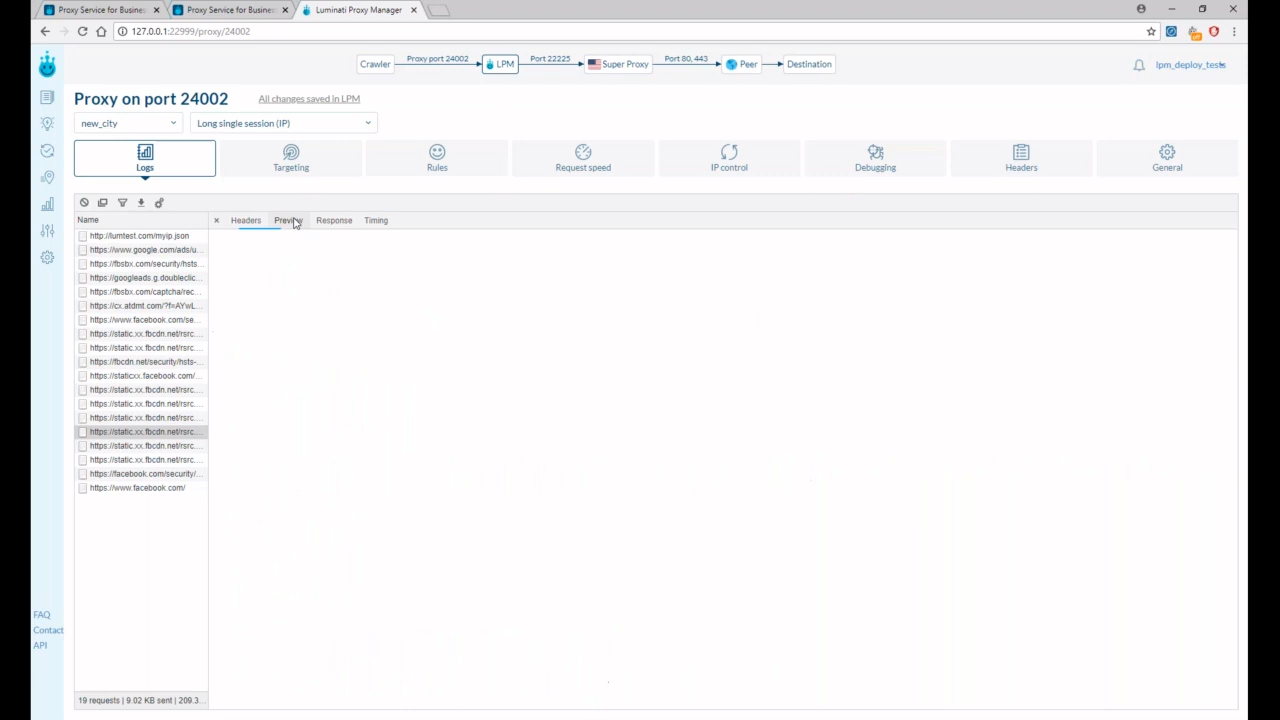 Proxy Service for Busines
Proxy Service for Busines
Luminati Proxy Manager
127.0.0.1:22999/proxy/24002
Crawler
Proxy port 24002
LPM
Port 22225
Super Proxy
Port 80, 443
Peer
Destination
lpm_deploy_tests
Proxy on port 24002
All changes saved in LPM
new_city
Long single session (IP)
Logs
Targeting
Rules
Request speed
IP control
Debugging
Headers
General
Name
Headers
Preview
Response
Timing
http://lumtest.com/myip.json
https://www.google.com/ads/u...
https://fbsbx.com/security/hsts...
https://googleads.g.doubleclic...
https://fbsbx.com/captcha/rec...
https://cx.atdmt.com/?f=AYwL...
https://www.facebook.com/se...
https://static.xx.fbcdn.net/rsrc....
https://static.xx.fbcdn.net/rsrc....
https://fbcdn.net/security/hsts-...
https://staticxx.facebook.com/...
https://static.xx.fbcdn.net/rsrc....
https://static.xx.fbcdn.net/rsrc....
https://static.xx.fbcdn.net/rsrc....
https://static.xx.fbcdn.net/rsrc....
https://static.xx.fbcdn.net/rsrc....
https://static.xx.fbcdn.net/rsrc....
https://facebook.com/security/...
https://www.facebook.com/
FAQ
Contact
API
19 requests | 9.02 KB sent | 209.3...